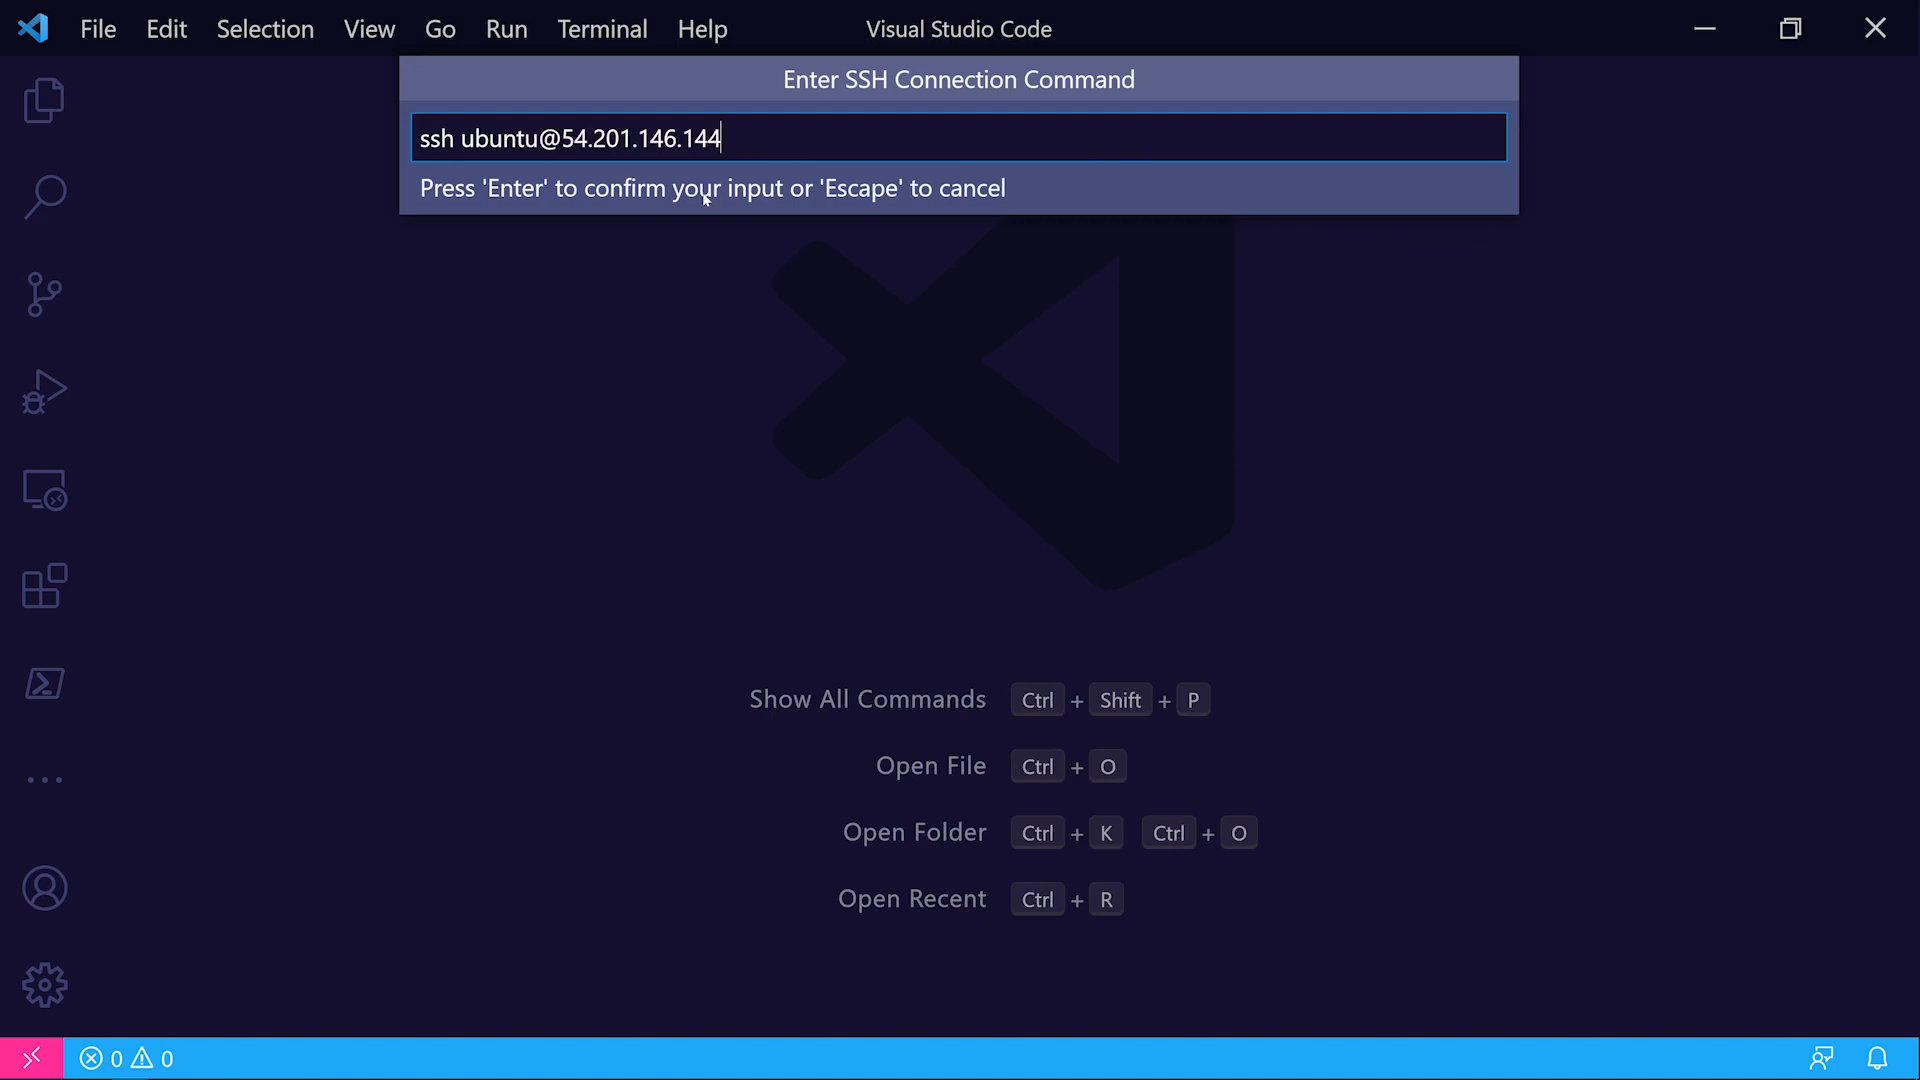 File Edit Selection View Go Run Terminal Help Visual Studio Code
Enter SSH Connection Command
ssh ubuntu@54.201.146.144
Press 'Enter' to confirm your input or 'Escape' to cancel
Show All Commands Ctrl + Shift + P
Open File Ctrl + O
Open Folder Ctrl + K Ctrl + O
Open Recent Ctrl + R
0 0